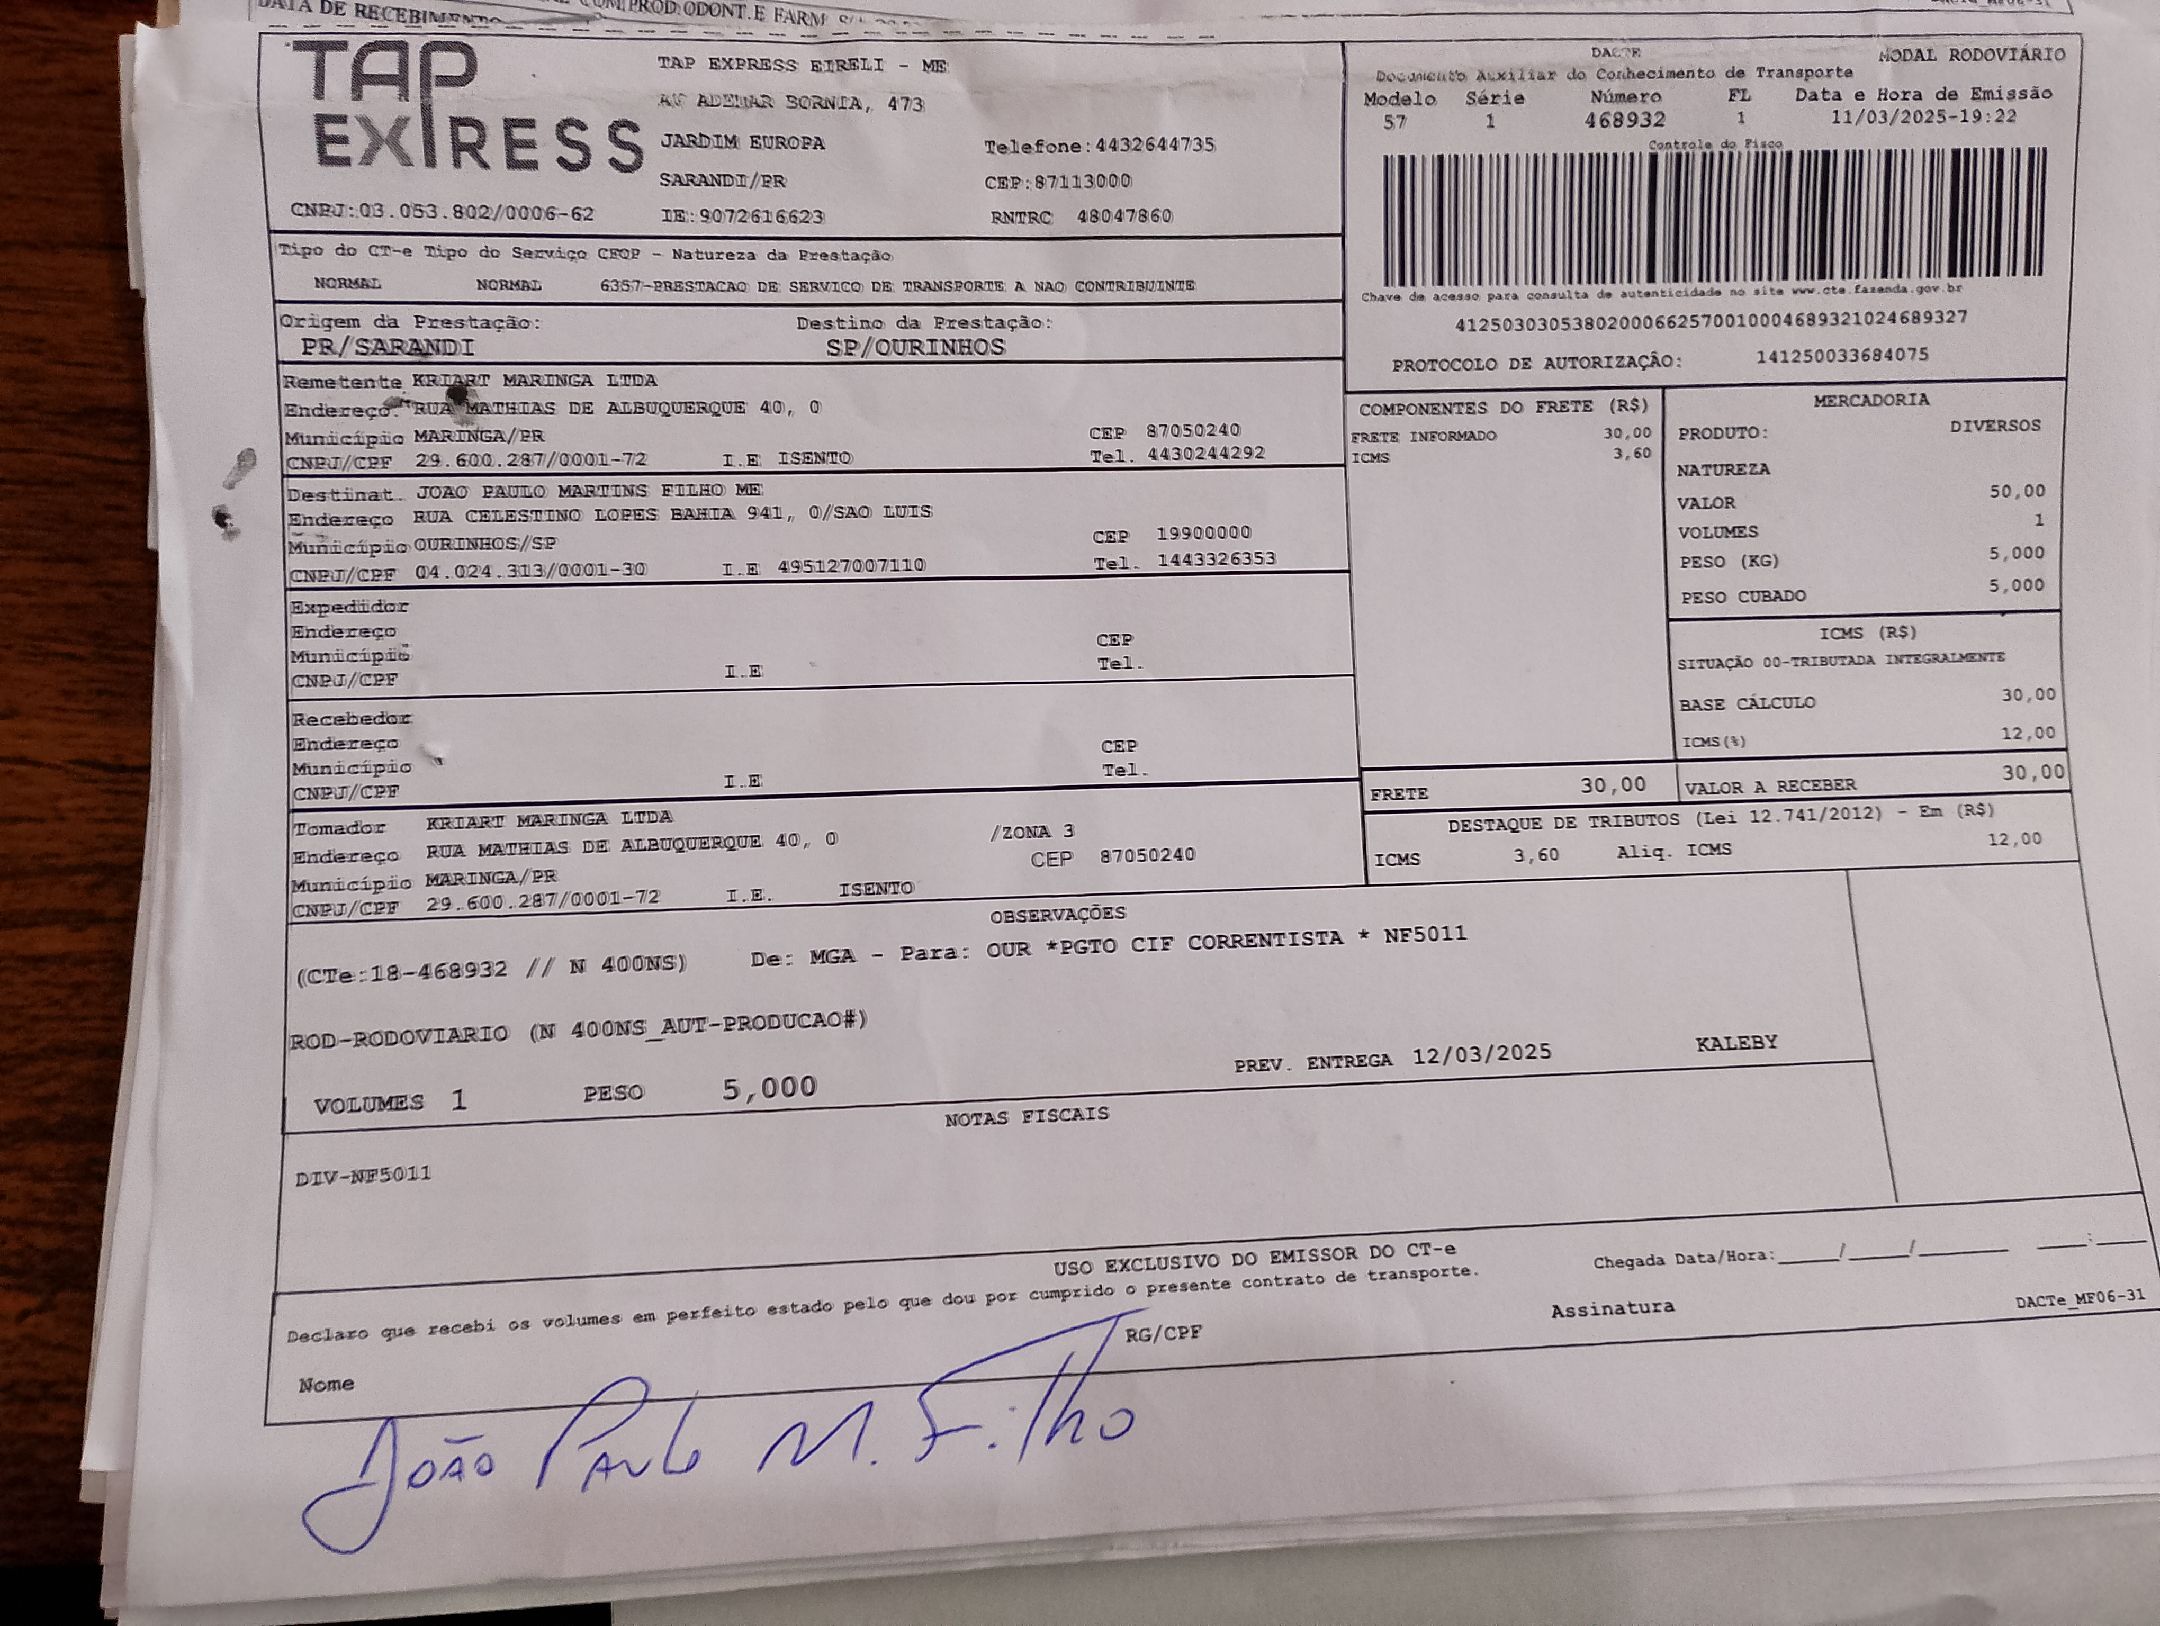 DATA DE RECEBIMENTO
COM.PROD.ODONT.E FARM
TAP EXPRESS
TAP EXPRESS EIRELI - ME
AV ADEMAR BORNIA, 473
JARDIM EUROPA Telefone:4432644735
SARANDI/PR CEP:87113000
CNPJ:03.053.802/0006-62 IE:9072616623 RNTRC 48047860
DACTE MODAL RODOVIÁRIO
Documento Auxiliar do Conhecimento de Transporte
Modelo Série Número FL Data e Hora de Emissão
57 1 468932 1 11/03/2025-19:22
Controle do Fisco
Chave de acesso para consulta de autenticidade no site www.cte.fazenda.gov.br
41250303053802000662570010004689321024689327
PROTOCOLO DE AUTORIZAÇÃO: 141250033684075
Tipo do CT-e Tipo do Serviço CFOP - Natureza da Prestação
NORMAL NORMAL 6357-PRESTACAO DE SERVICO DE TRANSPORTE A NAO CONTRIBUINTE
Origem da Prestação: Destino da Prestação:
PR/SARANDI SP/OURINHOS
Remetente KRIART MARINGA LTDA
Endereço RUA MATHIAS DE ALBUQUERQUE 40, 0
Município MARINGA/PR CEP 87050240
CNPJ/CPF 29.600.287/0001-72 I.E ISENTO Tel. 4430244292
Destinat. JOAO PAULO MARTINS FILHO ME
Endereço RUA CELESTINO LOPES BAHIA 941, 0/SAO LUIS
Município OURINHOS/SP CEP 19900000
CNPJ/CPF 04.024.313/0001-30 I.E 495127007110 Tel. 1443326353
Expedidor
Endereço
Município CEP
CNPJ/CPF I.E Tel.
Recebedor
Endereço
Município CEP
CNPJ/CPF I.E Tel.
Tomador KRIART MARINGA LTDA
Endereço RUA MATHIAS DE ALBUQUERQUE 40, 0 /ZONA 3
Município MARINGA/PR CEP 87050240
CNPJ/CPF 29.600.287/0001-72 I.E. ISENTO
COMPONENTES DO FRETE (R$)
FRETE INFORMADO 30,00
ICMS 3,60
MERCADORIA
PRODUTO: DIVERSOS
NATUREZA
VALOR 50,00
VOLUMES 1
PESO (KG) 5,000
PESO CUBADO 5,000
ICMS (R$)
SITUAÇÃO 00-TRIBUTADA INTEGRALMENTE
BASE CÁLCULO 30,00
ICMS(%) 12,00
FRETE 30,00 VALOR A RECEBER 30,00
DESTAQUE DE TRIBUTOS (Lei 12.741/2012) - Em (R$)
ICMS 3,60 Aliq. ICMS 12,00
OBSERVAÇÕES
(CTe:18-468932 // N 400NS) De: MGA - Para: OUR *PGTO CIF CORRENTISTA * NF5011
ROD-RODOVIARIO (N 400NS_AUT-PRODUCAO#)
PREV. ENTREGA 12/03/2025 KALEBY
VOLUMES 1 PESO 5,000
NOTAS FISCAIS
DIV-NF5011
USO EXCLUSIVO DO EMISSOR DO CT-e
Chegada Data/Hora:____/____/______ ___:___
Declaro que recebi os volumes em perfeito estado pelo que dou por cumprido o presente contrato de transporte.
Nome RG/CPF Assinatura DACTe_MF06-31
João Paulo M. Filho